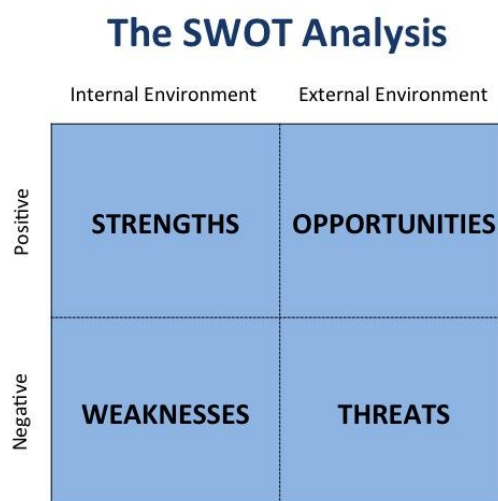 The SWOT Analysis
Internal Environment
External Environment
Positive
STRENGTHS
OPPORTUNITIES
Negative
WEAKNESSES
THREATS